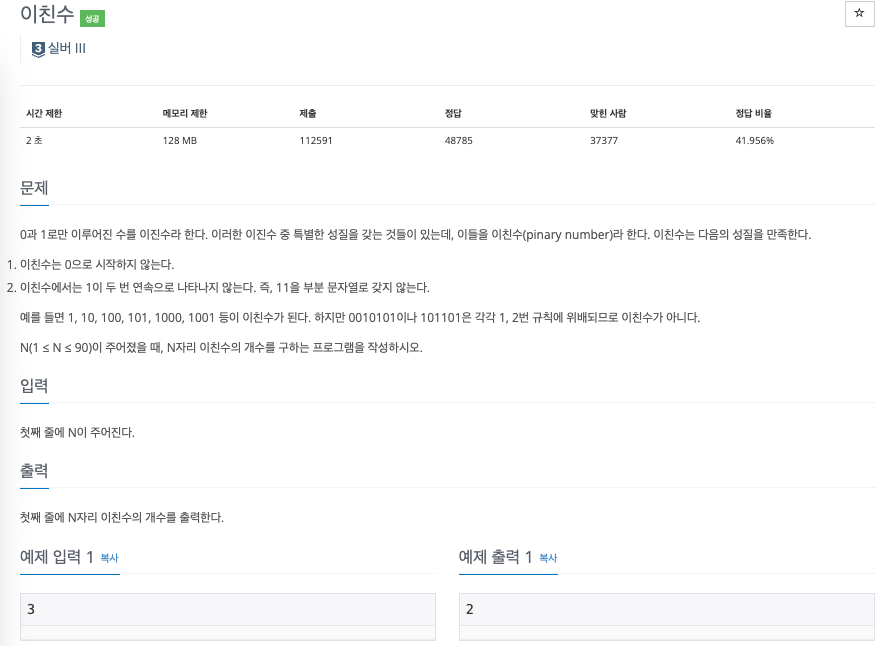 이친수 성공
☆
3 실버 III
시간 제한 메모리 제한 제출 정답 맞힌 사람 정답 비율
2 초 128 MB 112591 48785 37377 41.956%
문제
0과 1로만 이루어진 수를 이진수라 한다. 이러한 이진수 중 특별한 성질을 갖는 것들이 있는데, 이들을 이친수(pinary number)라 한다. 이친수는 다음의 성질을 만족한다.
1. 이친수는 0으로 시작하지 않는다.
2. 이친수에서는 1이 두 번 연속으로 나타나지 않는다. 즉, 11을 부분 문자열로 갖지 않는다.
예를 들면 1, 10, 100, 101, 1000, 1001 등이 이친수가 된다. 하지만 0010101이나 101101은 각각 1, 2번 규칙에 위배되므로 이친수가 아니다.
N(1 ≤ N ≤ 90)이 주어졌을 때, N자리 이친수의 개수를 구하는 프로그램을 작성하시오.
입력
첫째 줄에 N이 주어진다.
출력
첫째 줄에 N자리 이친수의 개수를 출력한다.
예제 입력 1 복사
3
예제 출력 1 복사
2